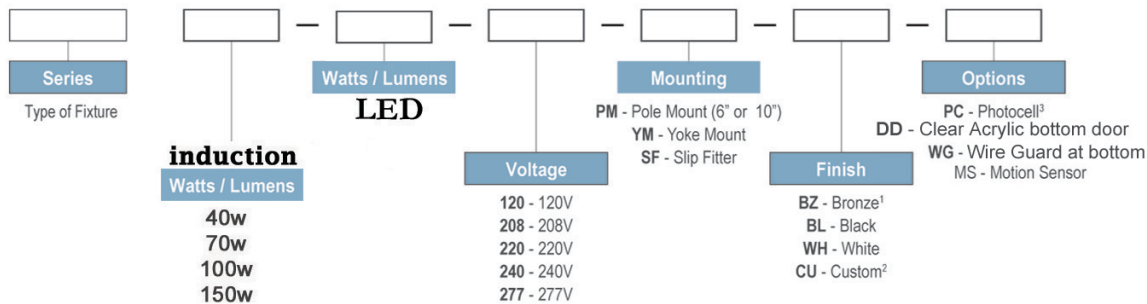 Series
Type of Fixture
induction
Watts / Lumens
40w
70w
100w
150w
Watts / Lumens
LED
Voltage
120 - 120V
208 - 208V
220 - 220V
240 - 240V
277 - 277V
Mounting
PM - Pole Mount (6” or 10”)
YM - Yoke Mount
SF - Slip Fitter
Finish
BZ - Bronze¹
BL - Black
WH - White
CU - Custom²
Options
PC - Photocell³
DD - Clear Acrylic bottom door
WG - Wire Guard at bottom
MS - Motion Sensor